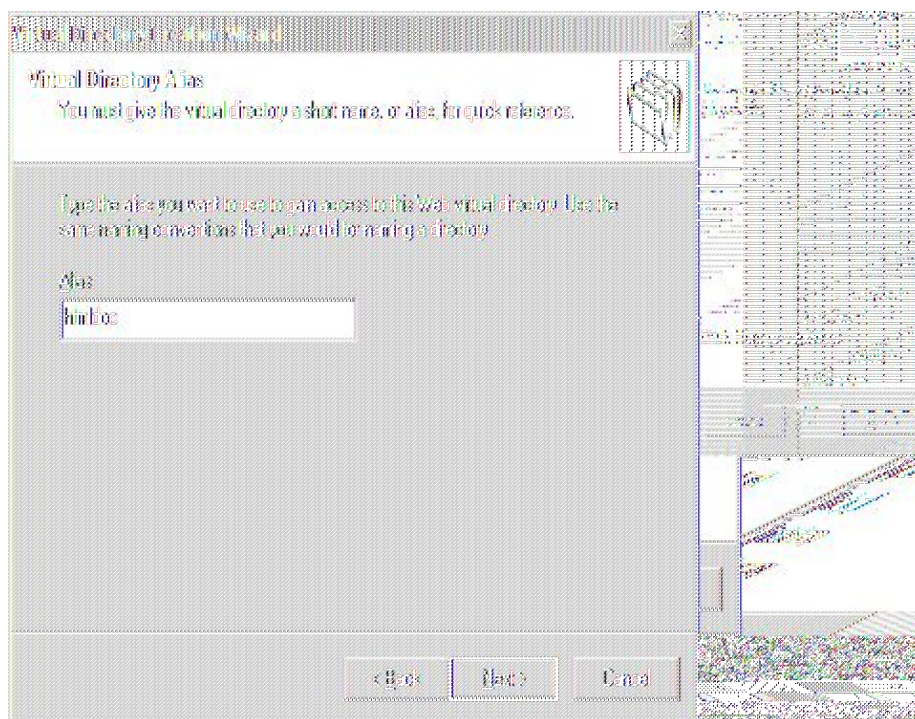 Virtual Directory Creation Wizard
Virtual Directory Alias
You must give the virtual directory a short name, or alias, for quick reference.
Type the alias you want to use to gain access to this Web virtual directory. Use the
same naming conventions that you would for naming a directory.
Alias:
< Back
Next >
Cancel